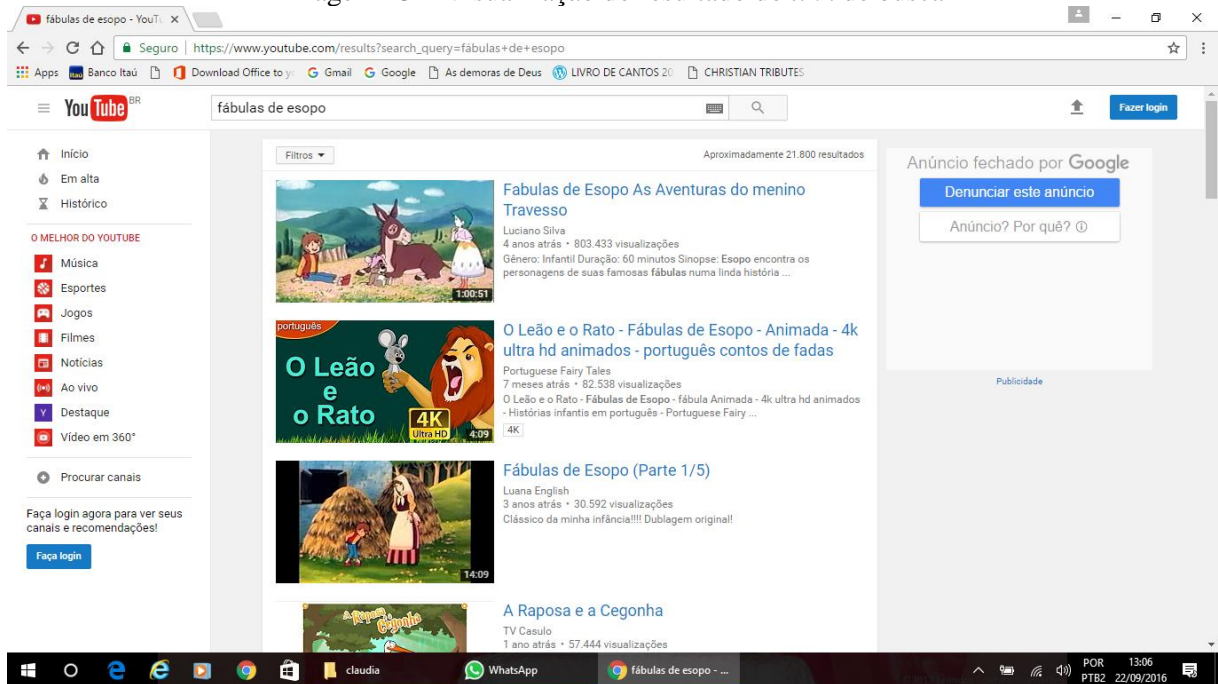 fábulas de esopo - YouTu
Seguro | https://www.youtube.com/results?search_query=fábulas+de+esopo
Apps Banco Itaú Download Office to y Gmail Google As demoras de Deus LIVRO DE CANTOS 20 CHRISTIAN TRIBUTES
YouTube BR
fábulas de esopo
Fazer login
Início
Em alta
Histórico
O MELHOR DO YOUTUBE
Música
Esportes
Jogos
Filmes
Notícias
Ao vivo
Destaque
Vídeo em 360°
Procurar canais
Faça login agora para ver seus
canais e recomendações!
Faça login
Filtros
Aproximadamente 21.800 resultados
1:00:51
Fabulas de Esopo As Aventuras do menino
Travesso
Luciano Silva
4 anos atrás • 803.433 visualizações
Gênero: Infantil Duração: 60 minutos Sinopse: Esopo encontra os
personagens de suas famosas fábulas numa linda história ...
português
O Leão
e
o Rato
4K
Ultra HD
4:09
O Leão e o Rato - Fábulas de Esopo - Animada - 4k
ultra hd animados - português contos de fadas
Portuguese Fairy Tales
7 meses atrás • 82.538 visualizações
O Leão e o Rato - Fábulas de Esopo - fábula Animada - 4k ultra hd animados
- Histórias infantis em português - Portuguese Fairy ...
4K
14:09
Fábulas de Esopo (Parte 1/5)
Luana English
3 anos atrás • 30.592 visualizações
Clássico da minha infância!!!! Dublagem original!
A Raposa e a
Cegonha
A Raposa e a Cegonha
TV Casulo
1 ano atrás • 57.444 visualizações
Anúncio fechado por Google
Denunciar este anúncio
Anúncio? Por quê?
Publicidade
claudia
WhatsApp
fábulas de esopo - ...
POR
PTB2
13:06
22/09/2016